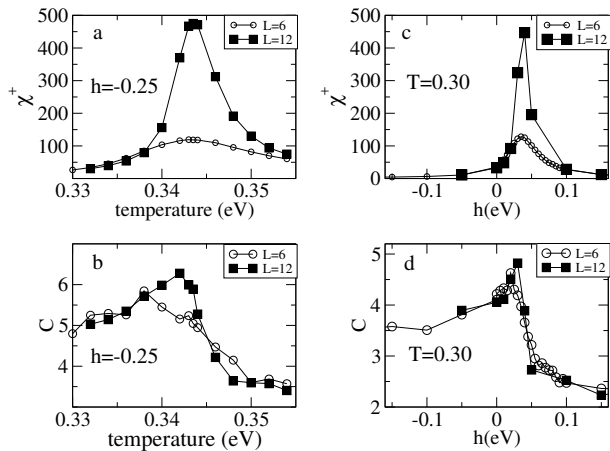 500
400
300
200
100
χ⁺
a
L=6
L=12
h=-0.25
0.33
0.34
0.35
temperature (eV)
500
400
300
200
100
0
χ⁺
c
L=6
L=12
T=0.30
-0.1
0
0.1
h(eV)
6
4
C
b
L=6
L=12
h=-0.25
0.33
0.34
0.35
temperature (eV)
5
4
3
2
C
d
L=6
L=12
T=0.30
-0.1
0
0.1
h(eV)